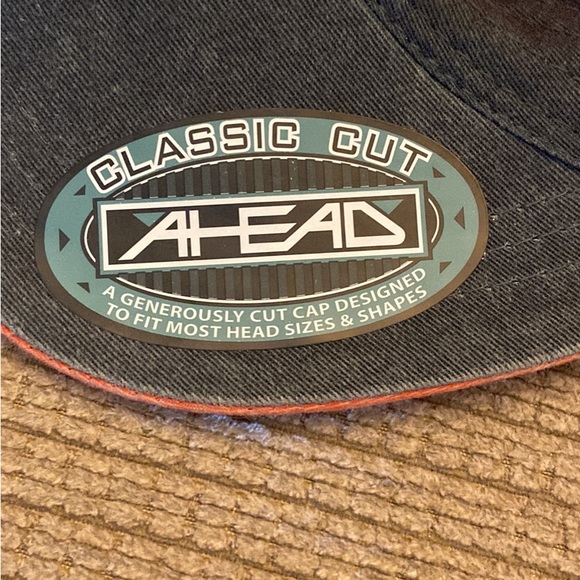 CLASSIC CUT
AHEAD
A GENEROUSLY CUT CAP DESIGNED
TO FIT MOST HEAD SIZES & SHAPES